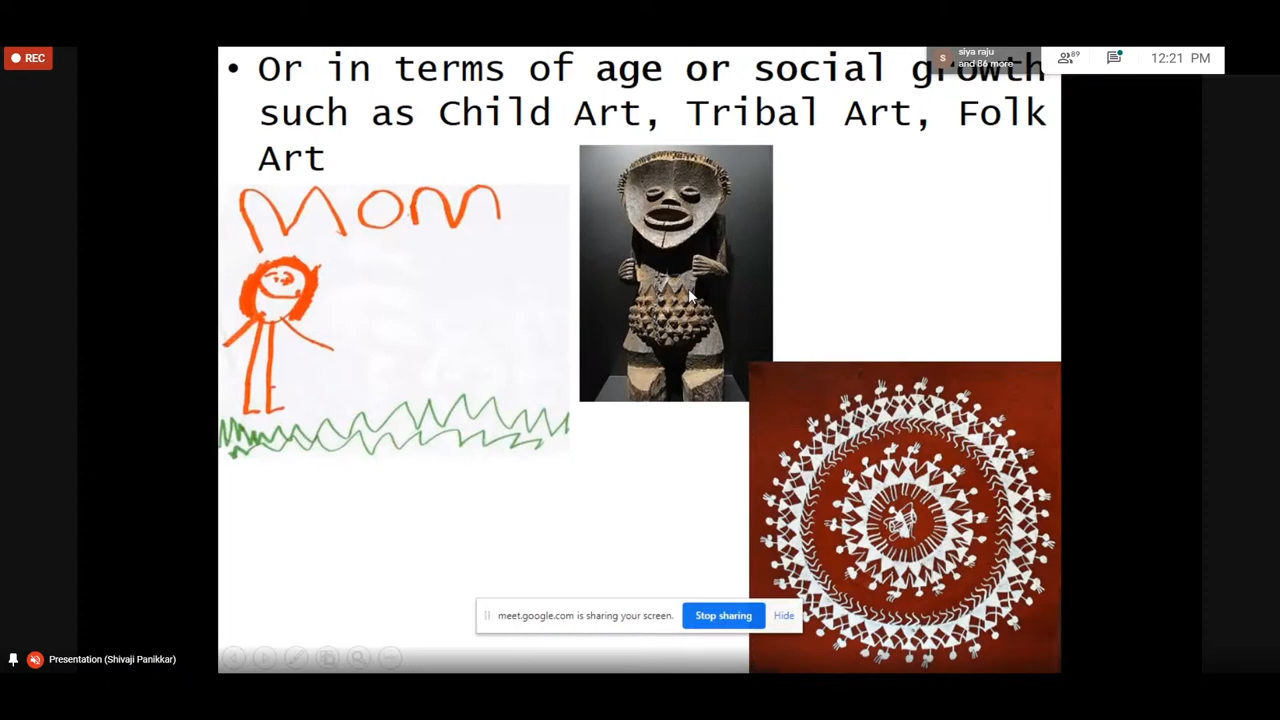 REC
siya raju
and 86 more
S
89
12:21 PM
• Or in terms of age or social growth
such as Child Art, Tribal Art, Folk
Art
Mom
meet.google.com is sharing your screen.
Stop sharing
Hide
Presentation (Shivaji Panikkar)